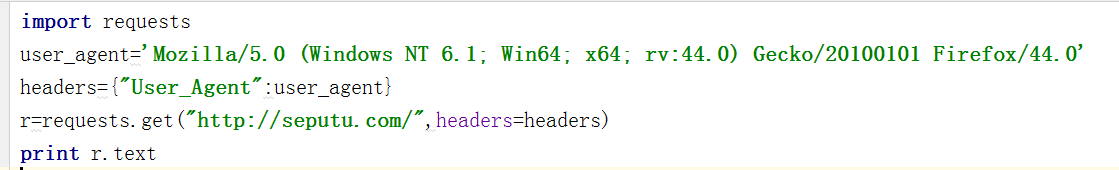 import requests
user_agent='Mozilla/5.0 (Windows NT 6.1; Win64; x64; rv:44.0) Gecko/20100101 Firefox/44.0'
headers={"User_Agent":user_agent}
r=requests.get("http://seputu.com/",headers=headers)
print r.text